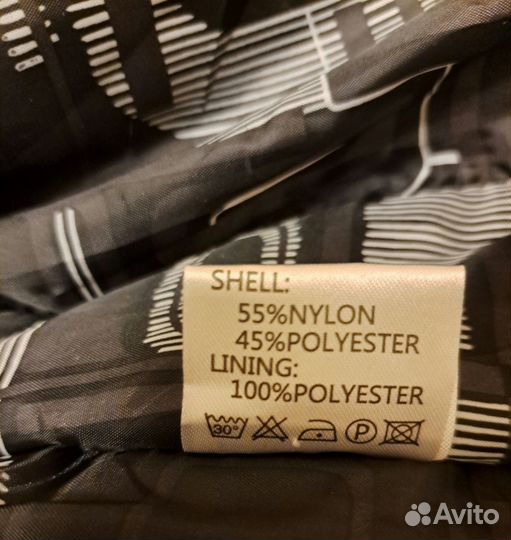 SHELL:
55%NYLON
45%POLYESTER
LINING:
100%POLYESTER
30° P
Avito